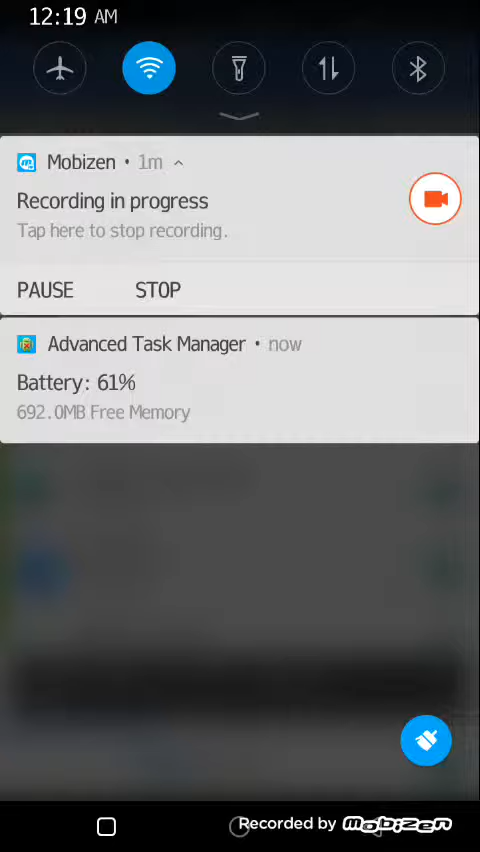 12:19 AM
Mobizen • 1m
Recording in progress
Tap here to stop recording.
PAUSE STOP
Advanced Task Manager • now
Battery: 61%
692.0MB Free Memory
Recorded by mobizen